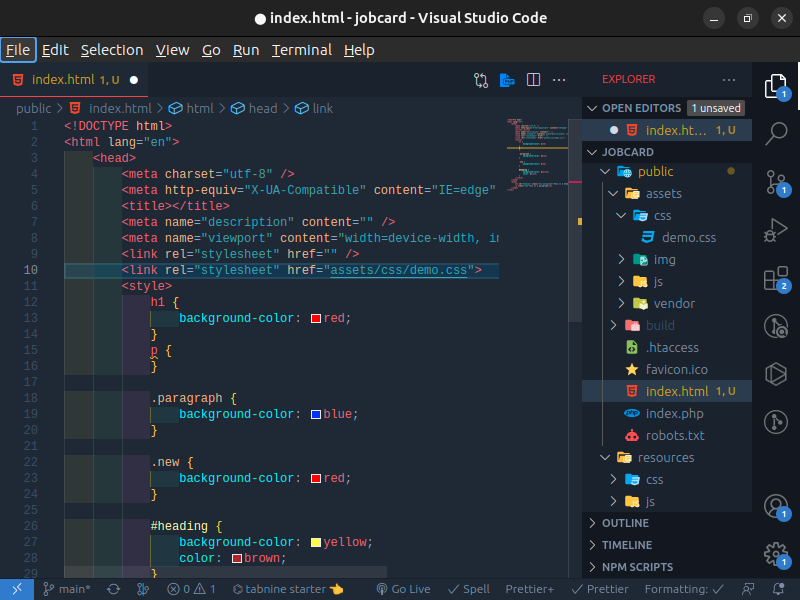 ● index.html - jobcard - Visual Studio Code
File Edit Selection View Go Run Terminal Help
index.html 1, U ●
public > index.html > html > head > link
1 <!DOCTYPE html>
2 <html lang="en">
3 <head>
4 <meta charset="utf-8" />
5 <meta http-equiv="X-UA-Compatible" content="IE=edge"
6 <title></title>
7 <meta name="description" content="" />
8 <meta name="viewport" content="width=device-width, in
9 <link rel="stylesheet" href="" />
10 <link rel="stylesheet" href="assets/css/demo.css">
11 <style>
12 h1 {
13 background-color: red;
14 }
15 p {
16 }
17
18 .paragraph {
19 background-color: blue;
20 }
21
22 .new {
23 background-color: red;
24 }
25
26 #heading {
27 background-color: yellow;
28 color: brown;
29 }
EXPLORER
OPEN EDITORS 1 unsaved
● index.ht... 1, U
JOBCARD
public
assets
css
demo.css
img
js
vendor
build
.htaccess
favicon.ico
index.html 1, U
index.php
robots.txt
resources
css
js
OUTLINE
TIMELINE
NPM SCRIPTS
1
1
2
1
1
main* 0 1 tabnine starter Go Live Spell Prettier+ Prettier Formatting: